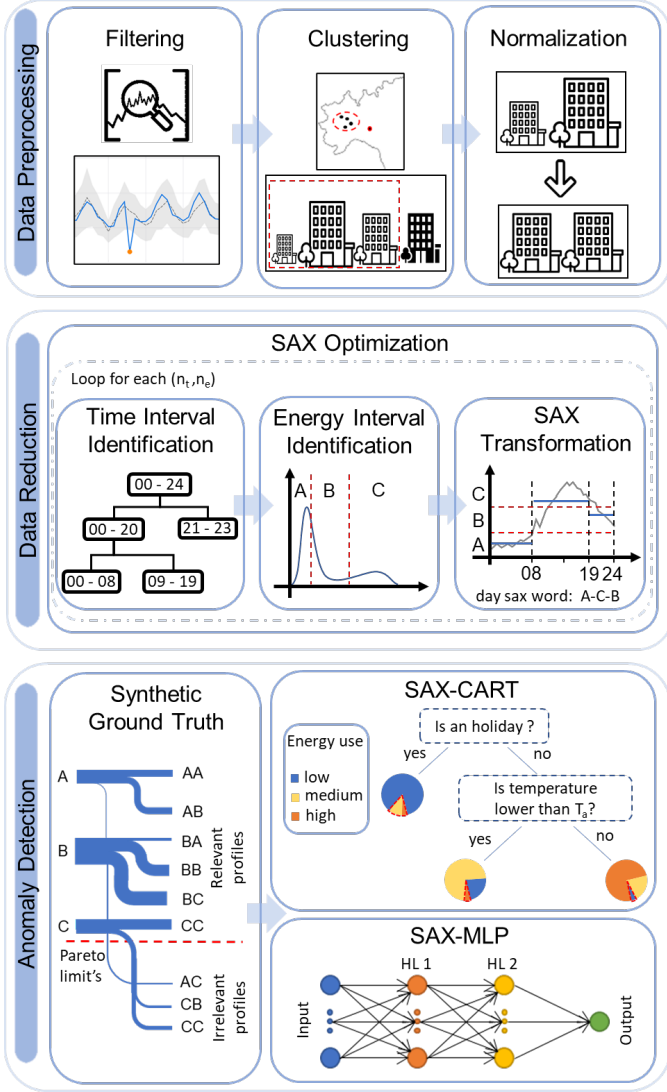 Data Preprocessing
Filtering
Clustering
Normalization
Data Reduction
SAX Optimization
Loop for each (nt,ne)
Time Interval
Identification
00 - 24
00 - 20
21 - 23
00 - 08
09 - 19
Energy Interval
Identification
A
B
C
SAX
Transformation
C
B
A
08
19
24
day sax word: A-C-B
Anomaly Detection
Synthetic
Ground Truth
A
B
C
AA
AB
BA
BB
BC
CC
Relevant
profiles
Pareto
limit's
AC
CB
CC
Irrelevant
profiles
SAX-CART
Energy use
low
medium
high
Is an holiday ?
yes
no
Is temperature
lower than Ta?
yes
no
SAX-MLP
HL 1
HL 2
Input
Output